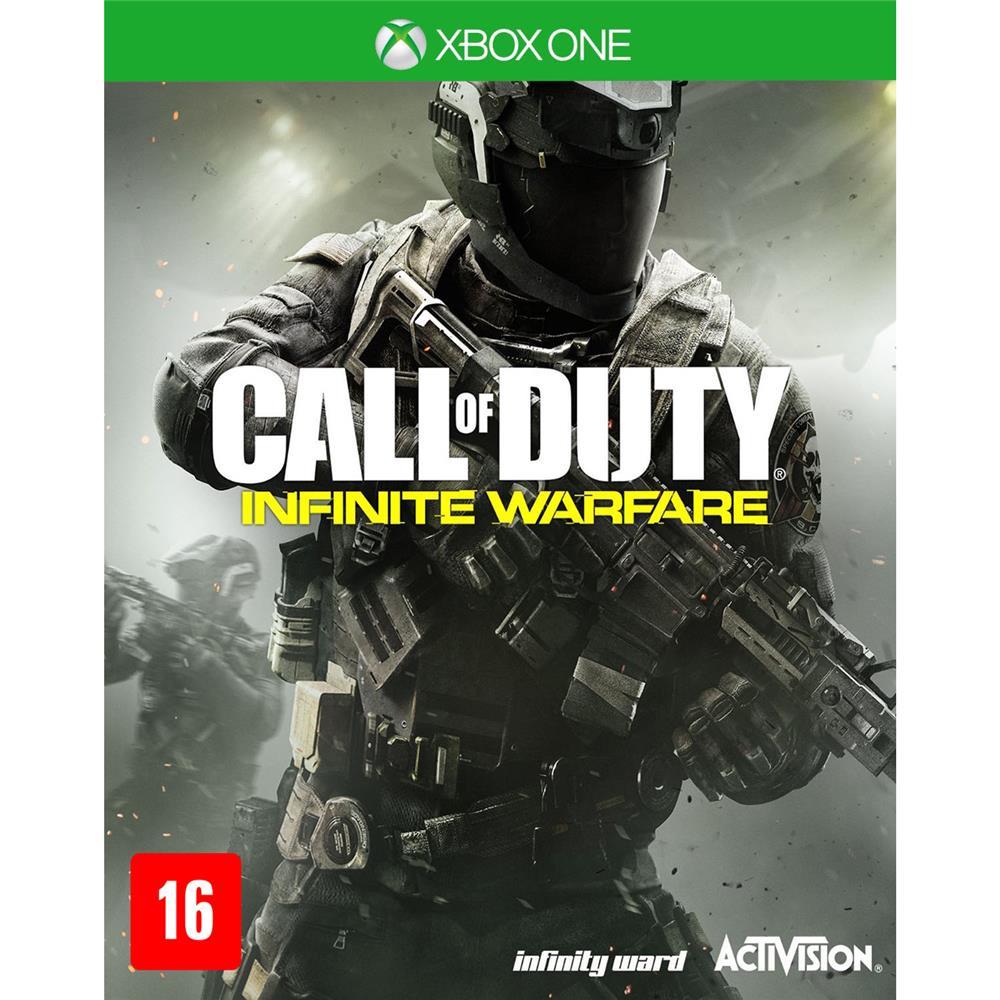 XBOX ONE
CALL OF DUTY®
INFINITE WARFARE
16
infinity ward
ACTIVISION®